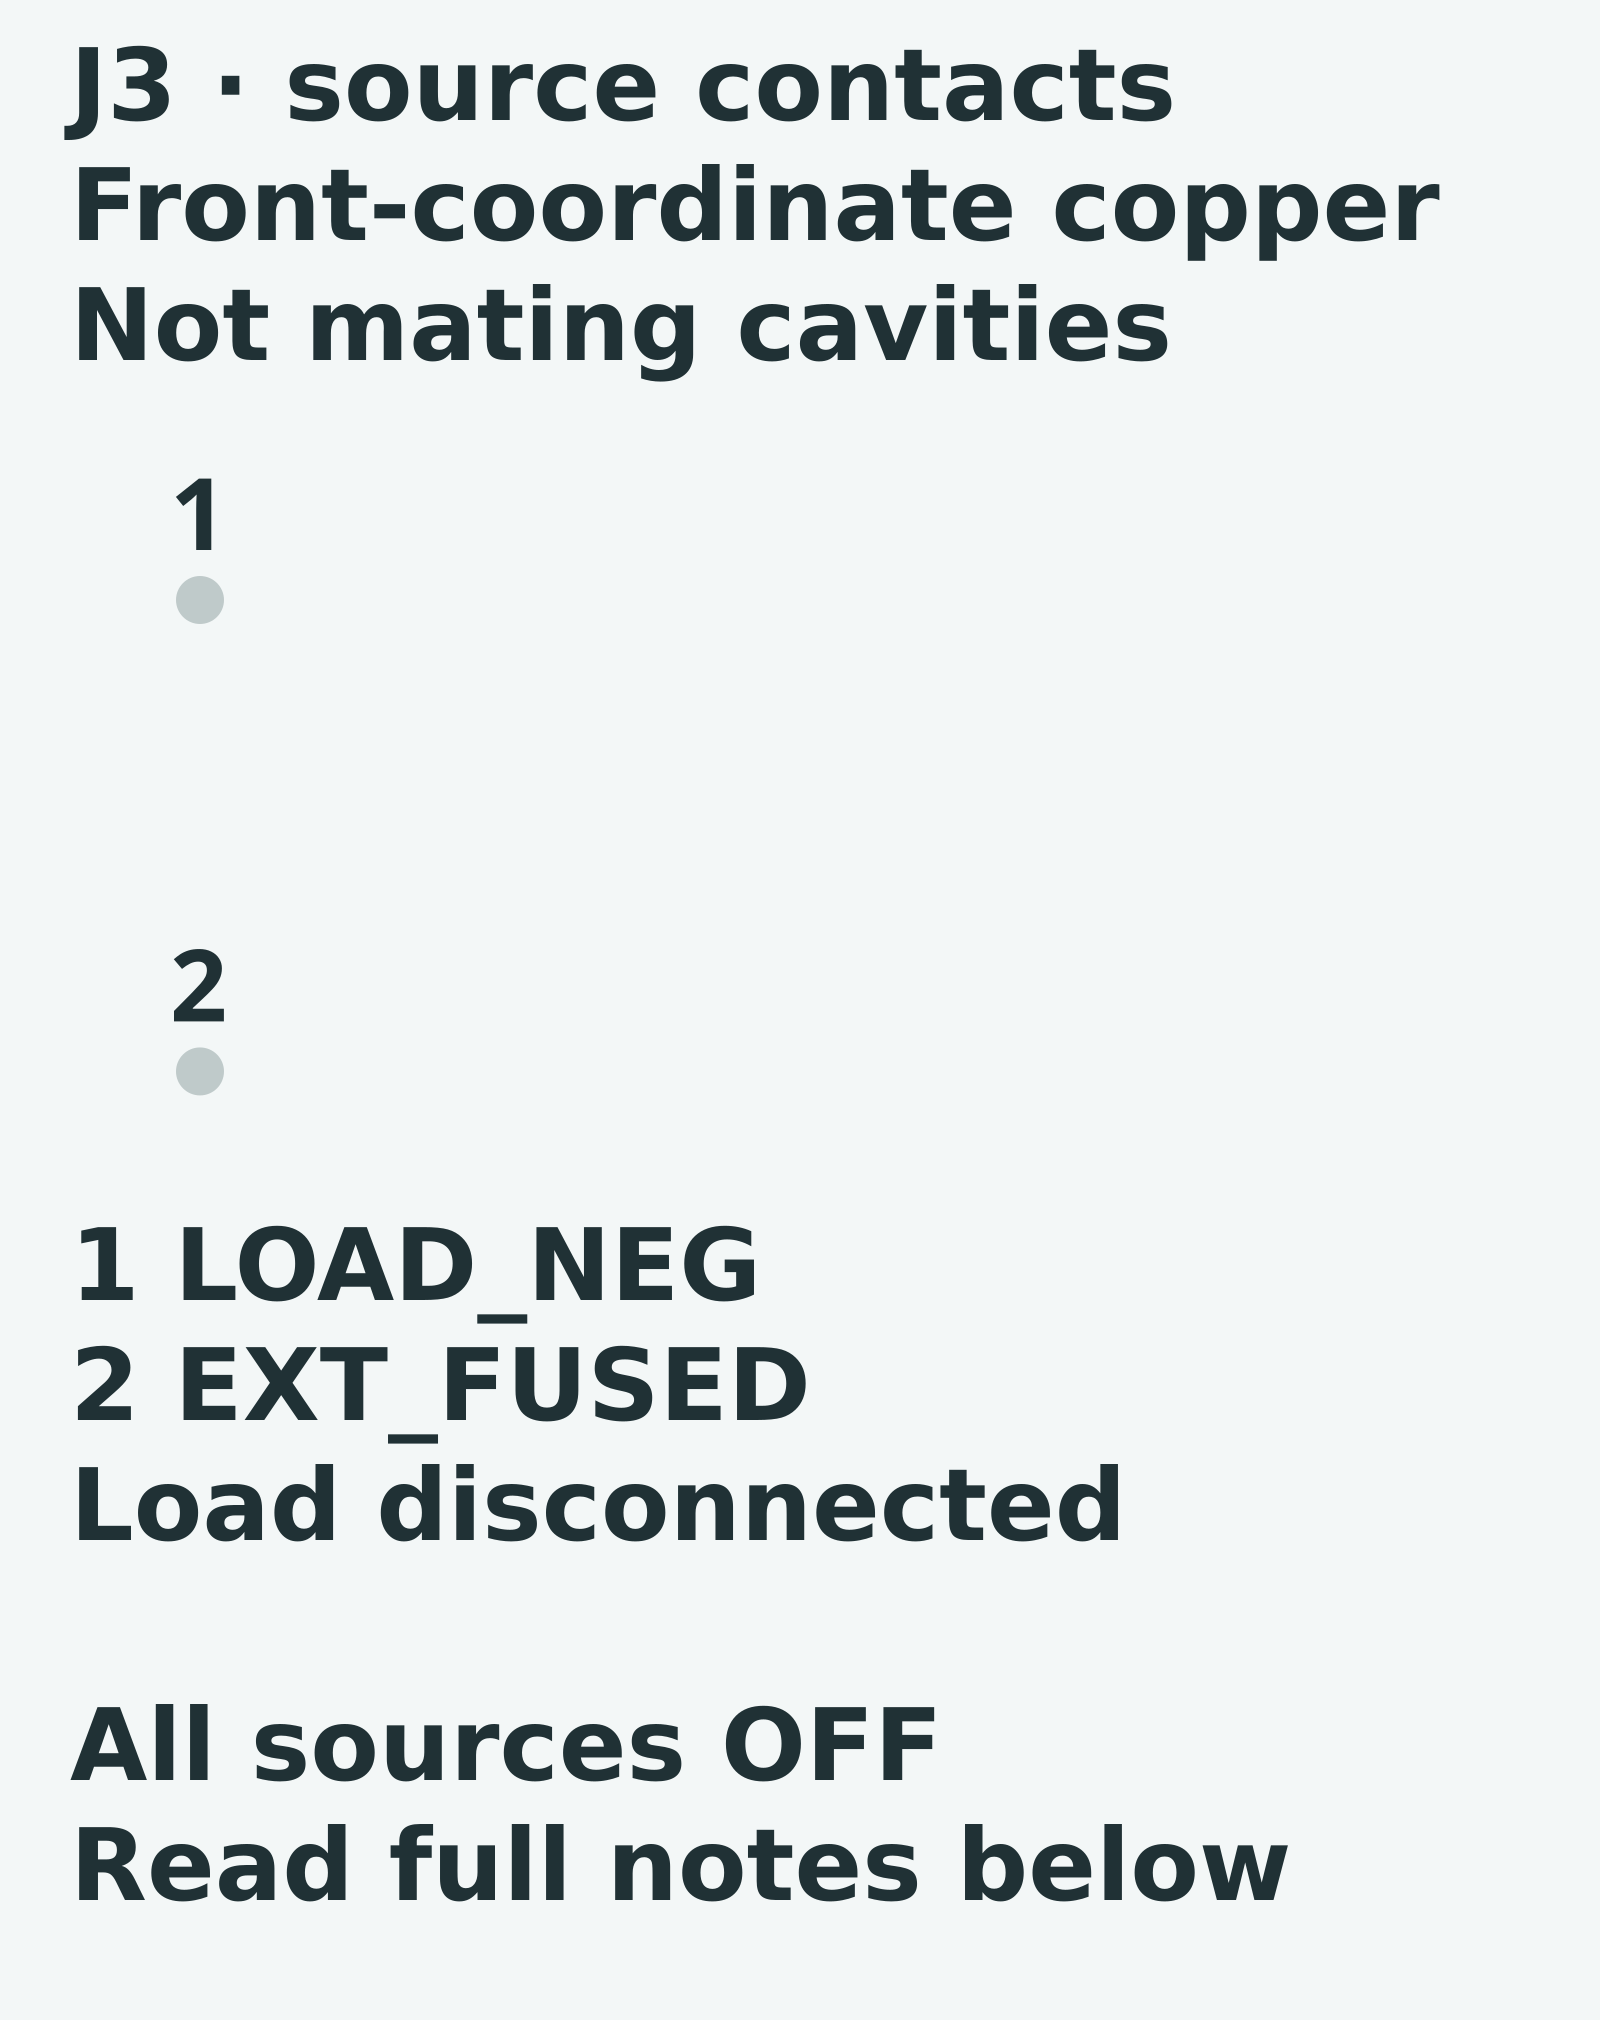 J3 · source contacts
Front-coordinate copper
Not mating cavities
1
2
1 LOAD_NEG
2 EXT_FUSED
Load disconnected
All sources OFF
Read full notes below